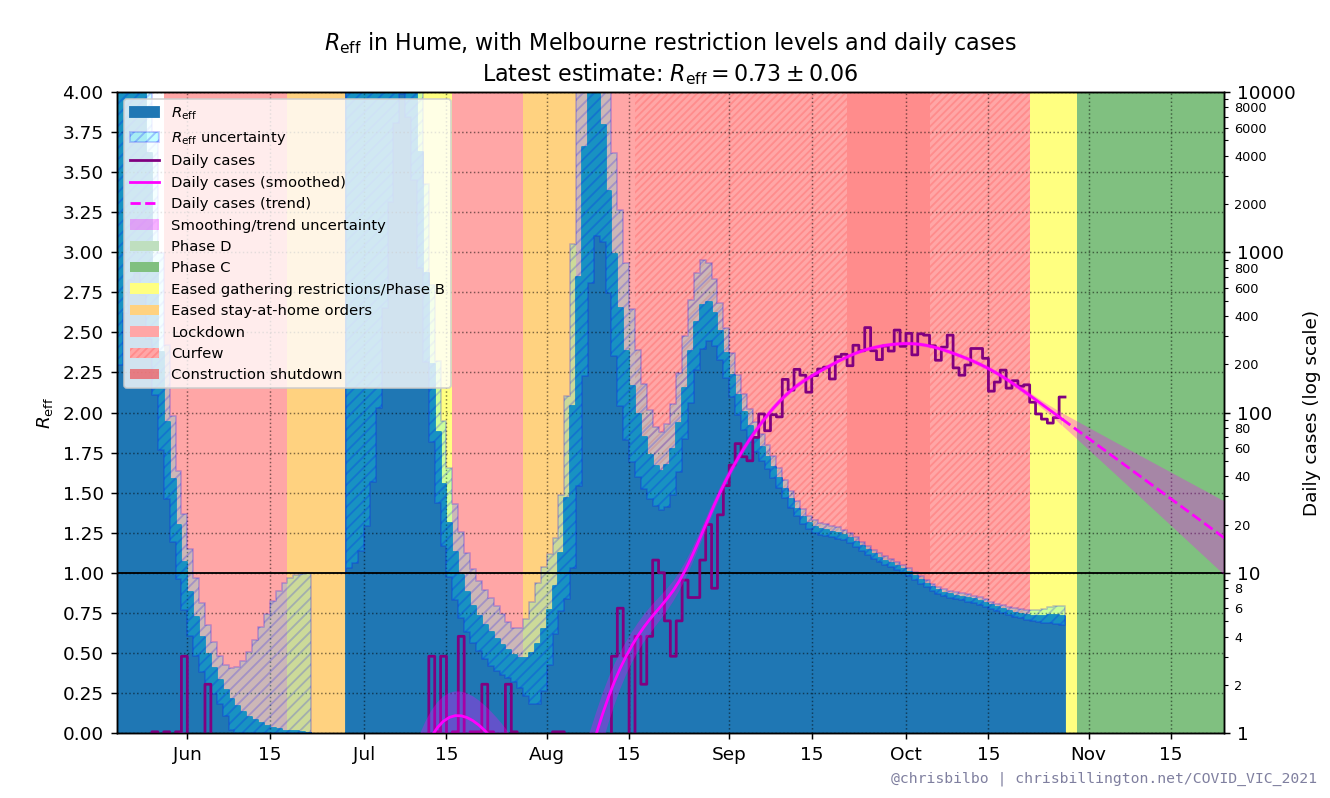 R_eff in Hume, with Melbourne restriction levels and daily cases
Latest estimate: R_eff = 0.73 ± 0.06
R_eff
4.00
3.75
3.50
3.25
3.00
2.75
2.50
2.25
2.00
1.75
1.50
1.25
1.00
0.75
0.50
0.25
0.00
R_eff
R_eff uncertainty
Daily cases
Daily cases (smoothed)
Daily cases (trend)
Smoothing/trend uncertainty
Phase D
Phase C
Eased gathering restrictions/Phase B
Eased stay-at-home orders
Lockdown
Curfew
Construction shutdown
10000
8000
6000
4000
2000
1000
800
600
400
200
100
80
60
40
20
10
8
6
4
2
1
Daily cases (log scale)
Jun 15 Jul 15 Aug 15 Sep 15 Oct 15 Nov 15
@chrisbilbo | chrisbillington.net/COVID_VIC_2021